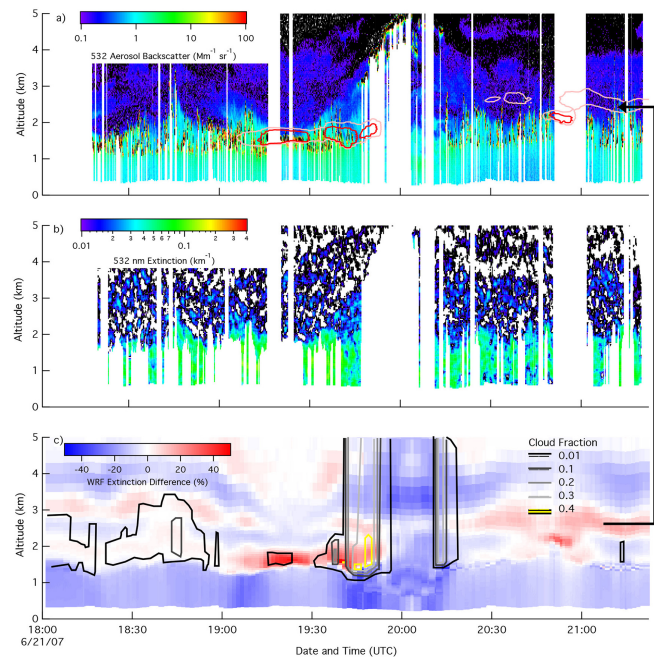 a)
0.1 1 10 100
532 Aerosol Backscatter (Mm-1 sr-1)
5
4
3
2
1
0
Altitude (km)
b)
0.01 2 3 4 5 6 7 0.1 2 3 4
532 nm Extinction (km-1)
5
4
3
2
1
0
Altitude (km)
c)
-40 -20 0 20 40
WRF Extinction Difference (%)
Cloud Fraction
0.01
0.1
0.2
0.3
0.4
5
4
3
2
1
0
Altitude (km)
18:00 18:30 19:00 19:30 20:00 20:30 21:00
6/21/07
Date and Time (UTC)